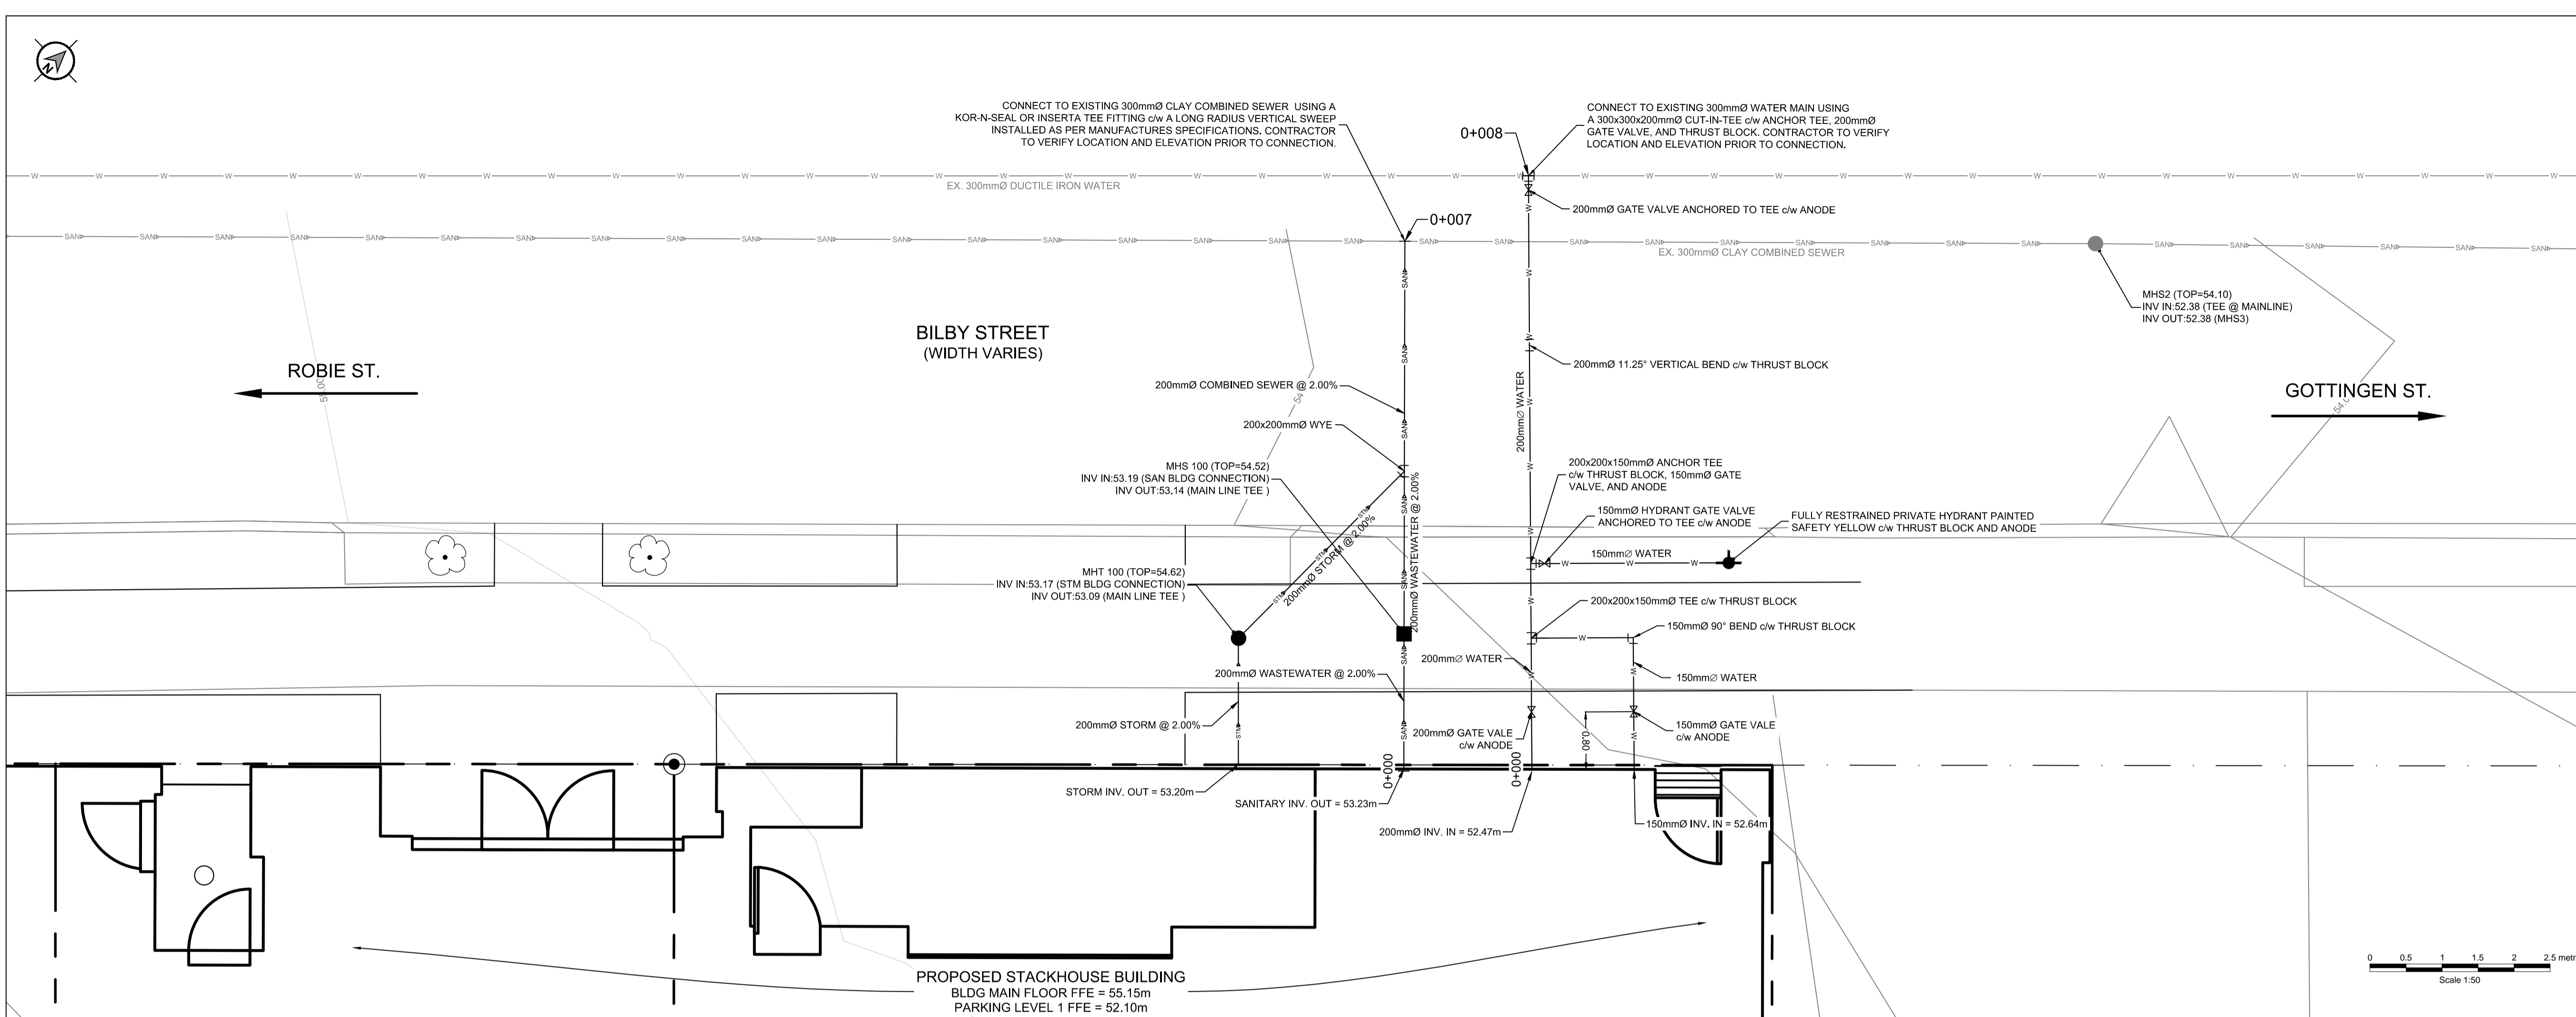 N
CONNECT TO EXISTING 300mmØ CLAY COMBINED SEWER USING A
KOR-N-SEAL OR INSERTA TEE FITTING c/w A LONG RADIUS VERTICAL SWEEP
INSTALLED AS PER MANUFACTURES SPECIFICATIONS. CONTRACTOR
TO VERIFY LOCATION AND ELEVATION PRIOR TO CONNECTION.
0+008
CONNECT TO EXISTING 300mmØ WATER MAIN USING
A 300x300x200mmØ CUT-IN-TEE c/w ANCHOR TEE, 200mmØ
GATE VALVE, AND THRUST BLOCK. CONTRACTOR TO VERIFY
LOCATION AND ELEVATION PRIOR TO CONNECTION.
EX. 300mmØ DUCTILE IRON WATER
200mmØ GATE VALVE ANCHORED TO TEE c/w ANODE
0+007
EX. 300mmØ CLAY COMBINED SEWER
MHS2 (TOP=54.10)
INV IN:52.38 (TEE @ MAINLINE)
INV OUT:52.38 (MHS3)
BILBY STREET
(WIDTH VARIES)
ROBIE ST.
GOTTINGEN ST.
200mmØ 11.25° VERTICAL BEND c/w THRUST BLOCK
200mmØ COMBINED SEWER @ 2.00%
200mmØ WATER
200x200mmØ WYE
MHS 100 (TOP=54.52)
INV IN:53.19 (SAN BLDG CONNECTION)
INV OUT:53.14 (MAIN LINE TEE )
200x200x150mmØ ANCHOR TEE
c/w THRUST BLOCK, 150mmØ GATE
VALVE, AND ANODE
150mmØ HYDRANT GATE VALVE
ANCHORED TO TEE c/w ANODE
FULLY RESTRAINED PRIVATE HYDRANT PAINTED
SAFETY YELLOW c/w THRUST BLOCK AND ANODE
200mmØ STORM @ 2.00%
200mmØ WASTEWATER @ 2.00%
150mmØ WATER
MHT 100 (TOP=54.62)
INV IN:53.17 (STM BLDG CONNECTION)
INV OUT:53.09 (MAIN LINE TEE )
200x200x150mmØ TEE c/w THRUST BLOCK
150mmØ 90° BEND c/w THRUST BLOCK
200mmØ WATER
200mmØ WASTEWATER @ 2.00%
150mmØ WATER
200mmØ STORM @ 2.00%
200mmØ GATE VALE
c/w ANODE
0.80
150mmØ GATE VALE
c/w ANODE
0+000
0+000
STORM INV. OUT = 53.20m
SANITARY INV. OUT = 53.23m
200mmØ INV. IN = 52.47m
150mmØ INV. IN = 52.64m
PROPOSED STACKHOUSE BUILDING
BLDG MAIN FLOOR FFE = 55.15m
PARKING LEVEL 1 FFE = 52.10m
0 0.5 1 1.5 2 2.5 metr
Scale 1:50